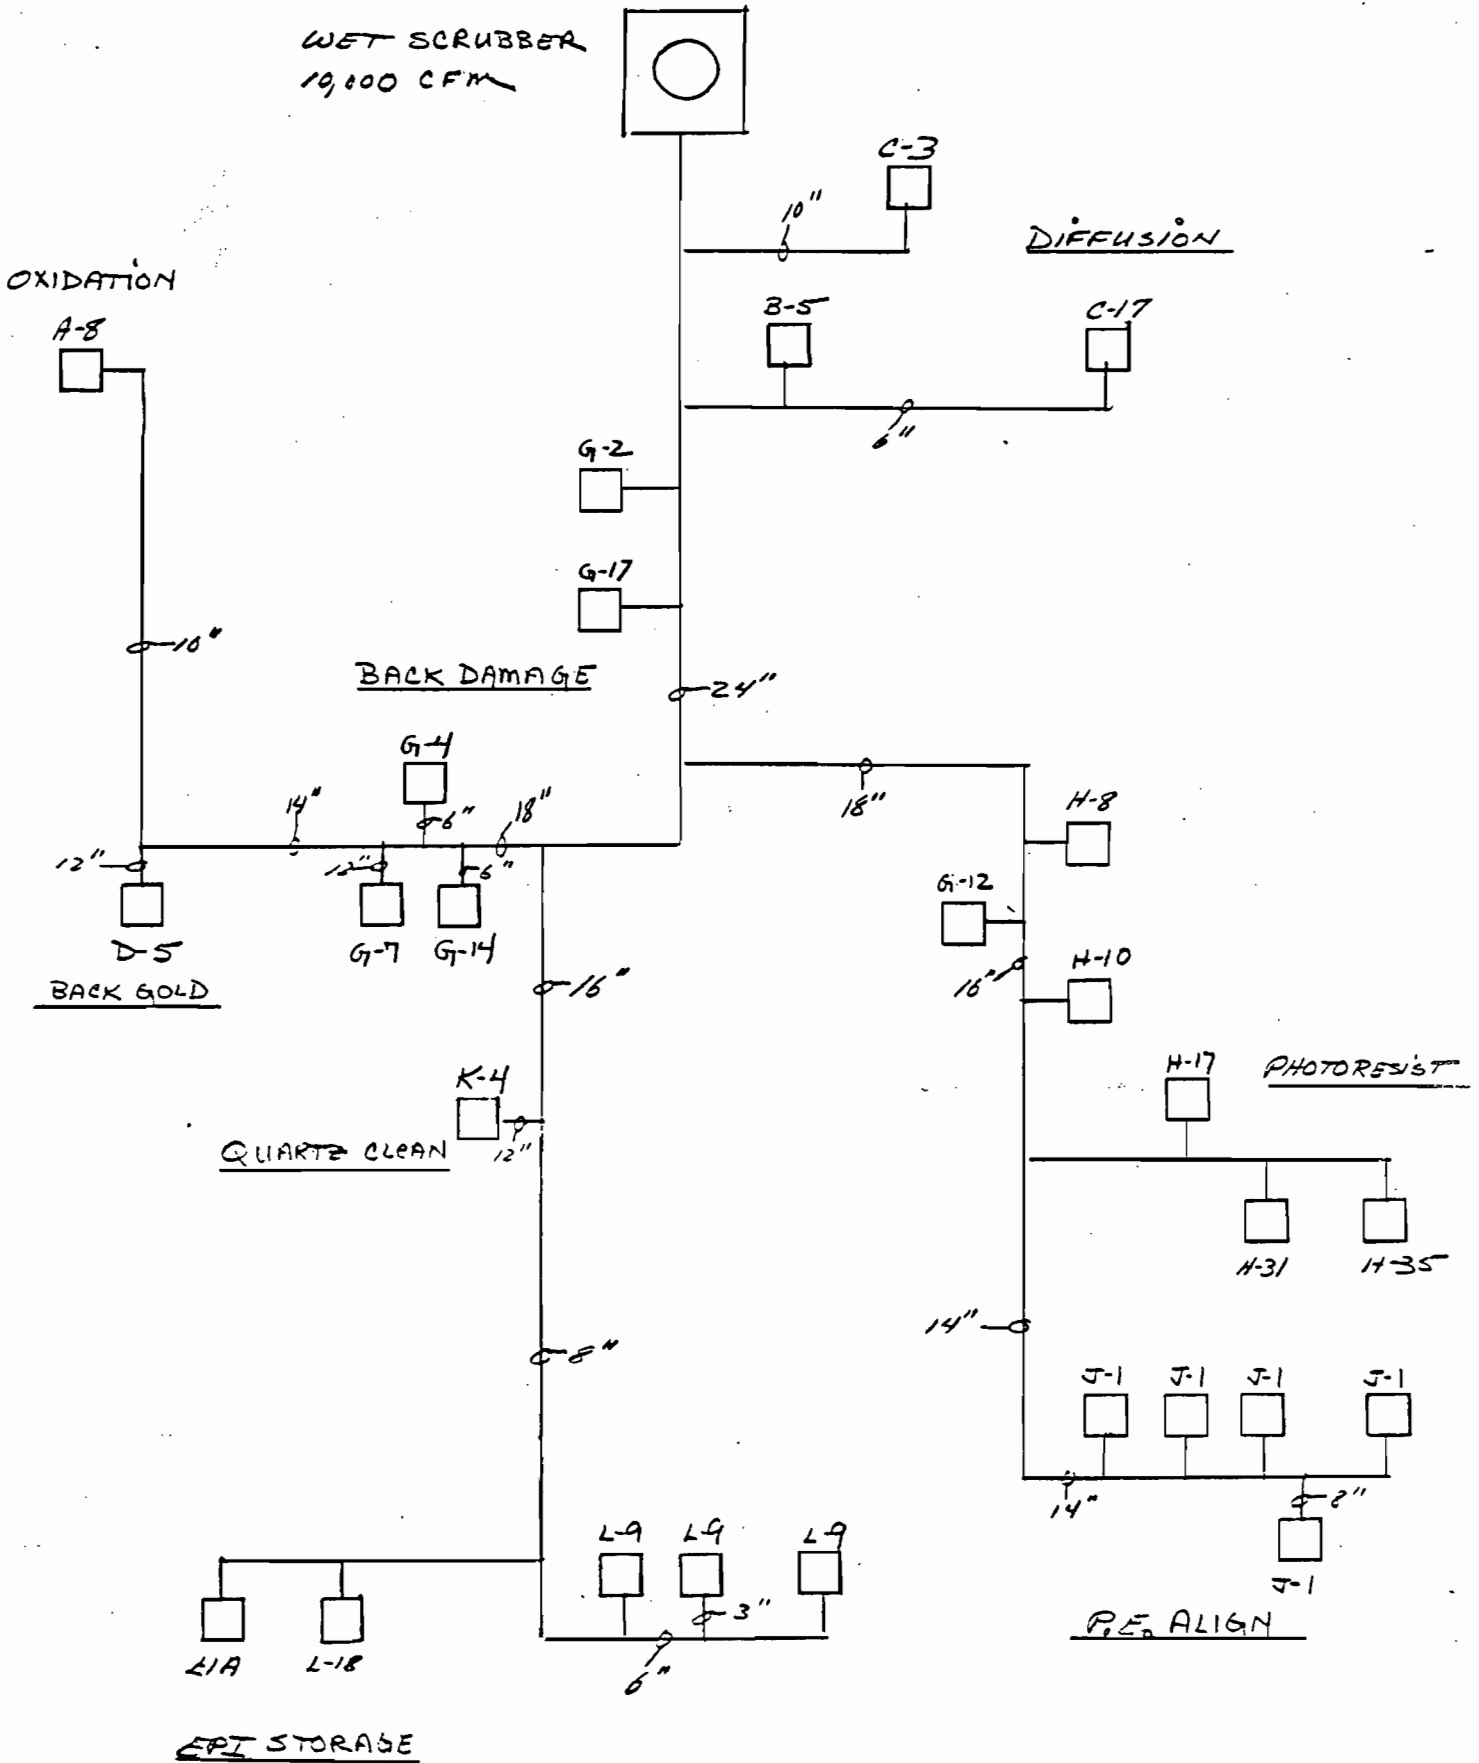 WET SCRUBBER
10,000 CFM
C-3
10"
DIFFUSION
OXIDATION
A-8
B-5
C-17
6"
G-2
G-17
10"
BACK DAMAGE
24"
G-4
14"
6"
18"
18"
H-8
12"
12"
6"
G-12
D-5
G-7
G-14
BACK GOLD
16"
16"
H-10
K-4
H-17
PHOTORESIST
QUARTZ CLEAN
12"
H-31
H-35
14"
8"
J-1
J-1
J-1
J-1
14"
8"
J-1
L-9
L-9
L-9
3"
L-18
6"
P.E. ALIGN
EPI STORAGE